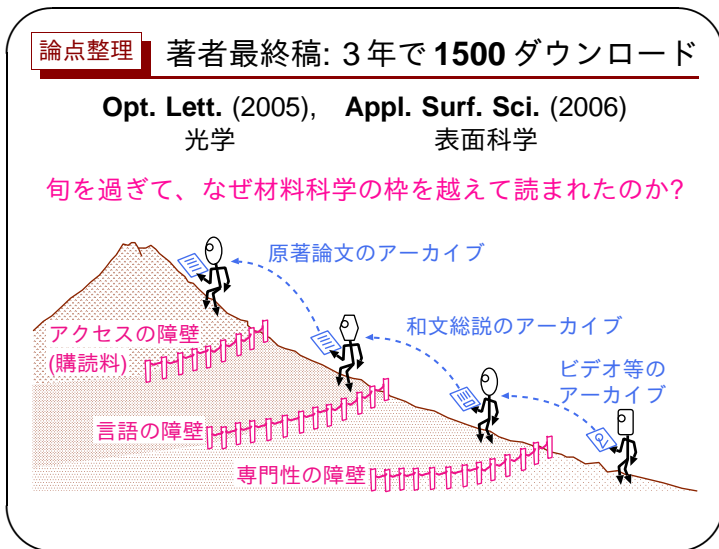 論点整理
著者最終稿: 3年で 1500 ダウンロード
Opt. Lett. (2005), Appl. Surf. Sci. (2006)
光学 表面科学
旬を過ぎて、なぜ材料科学の枠を越えて読まれたのか?
原著論文のアーカイブ
和文総説のアーカイブ
ビデオ等の
アーカイブ
アクセスの障壁
(購読料)
言語の障壁
専門性の障壁